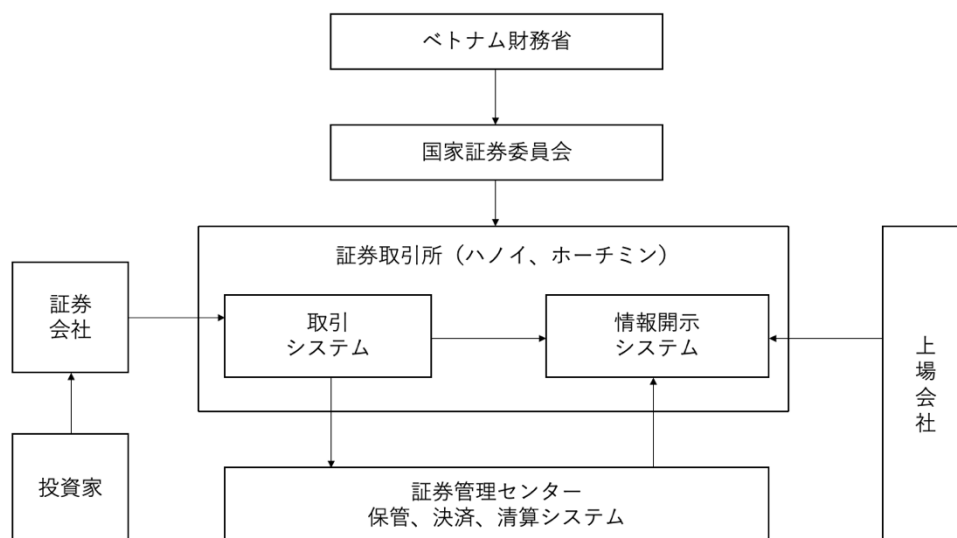 ベトナム財務省
国家証券委員会
証券取引所（ハノイ、ホーチミン）
証券
会社
取引
システム
情報開示
システム
上場会社
投資家
証券管理センター
保管、決済、清算システム